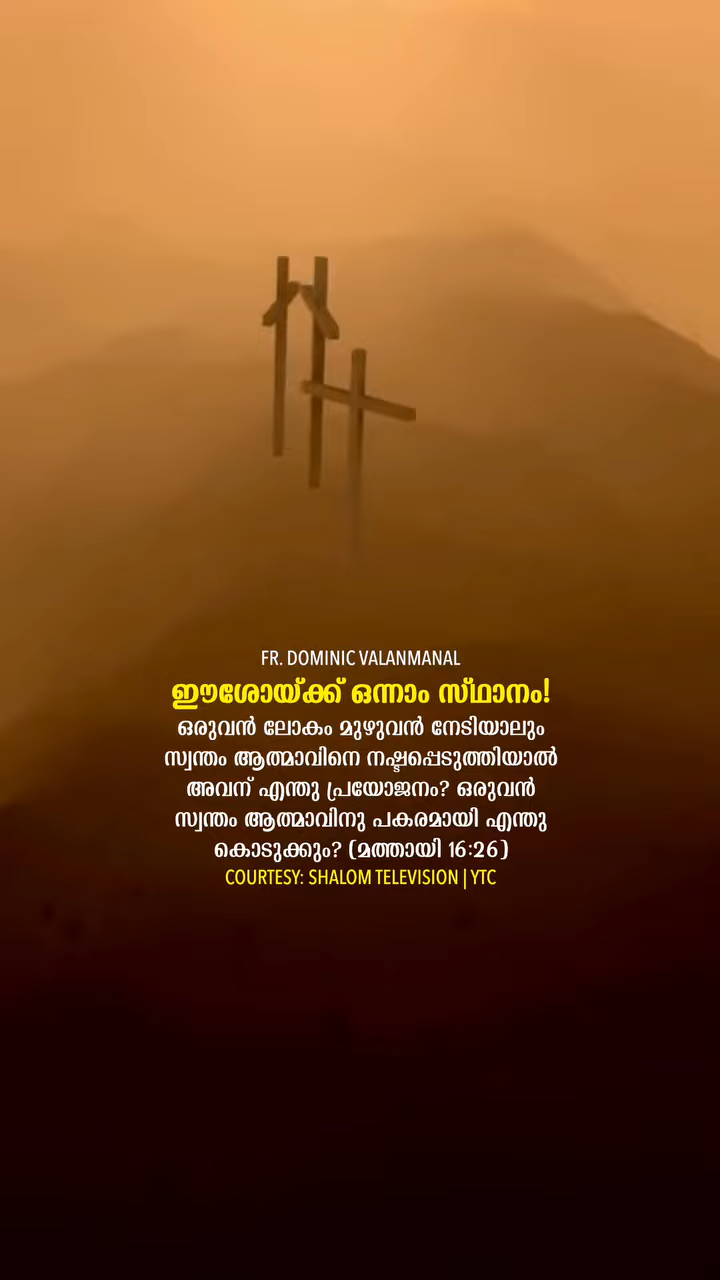 FR. DOMINIC VALANMANAL
ഈശോയ്ക്ക് ഒന്നാം സ്ഥാനം!
ഒരുവൻ ലോകം മുഴുവൻ നേടിയാലും
സ്വന്തം ആത്മാവിനെ നഷ്ടപ്പെടുത്തിയാൽ
അവന് എന്തു പ്രയോജനം? ഒരുവൻ
സ്വന്തം ആത്മാവിനു പകരമായി എന്തു
കൊടുക്കും? (മത്തായി 16:26)
COURTESY: SHALOM TELEVISION | YTC